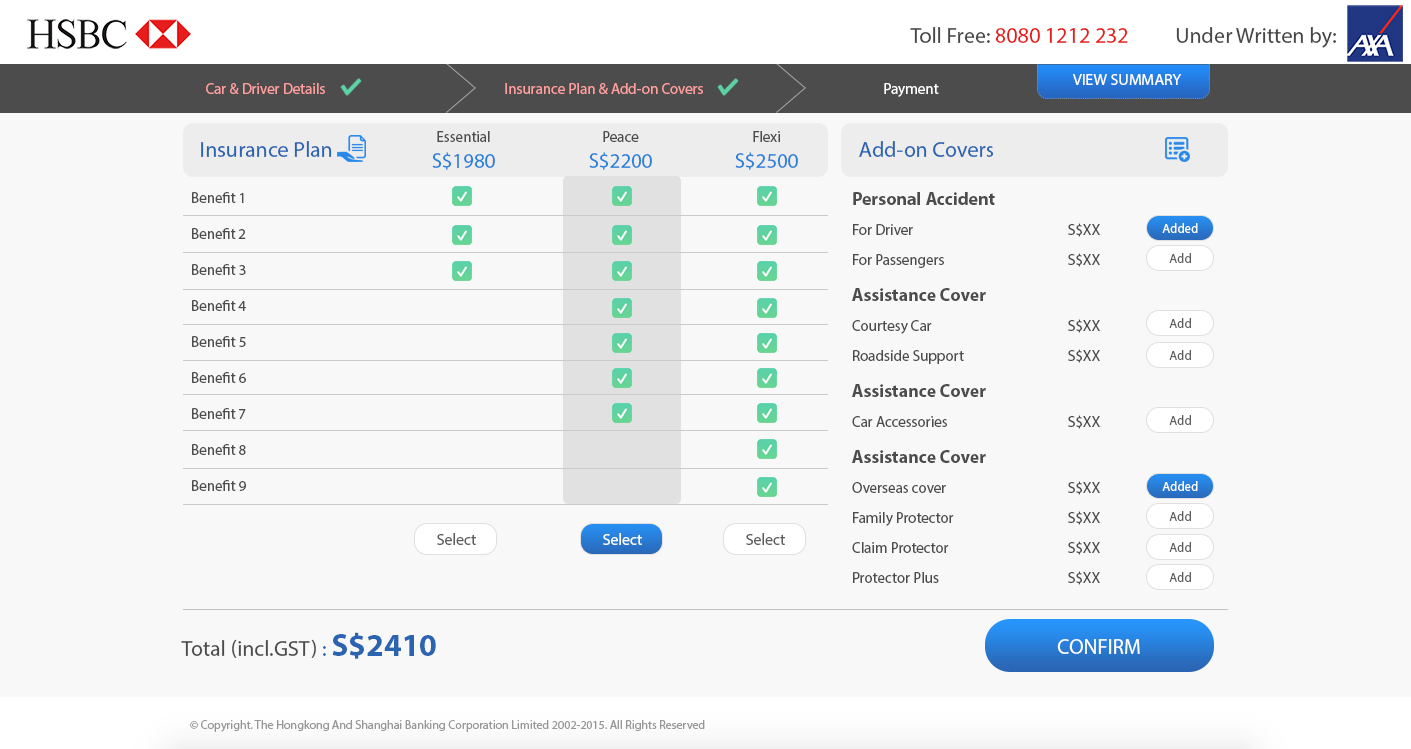 HSBC
Toll Free: 8080 1212 232
Under Written by:
AXA
Car & Driver Details
Insurance Plan & Add-on Covers
Payment
VIEW SUMMARY
Insurance Plan
Essential
S$1980
Peace
S$2200
Flexi
S$2500
Benefit 1
Benefit 2
Benefit 3
Benefit 4
Benefit 5
Benefit 6
Benefit 7
Benefit 8
Benefit 9
Select
Select
Select
Add-on Covers
Personal Accident
For Driver S$XX Added
For Passengers S$XX Add
Assistance Cover
Courtesy Car S$XX Add
Roadside Support S$XX Add
Assistance Cover
Car Accessories S$XX Add
Assistance Cover
Overseas cover S$XX Added
Family Protector S$XX Add
Claim Protector S$XX Add
Protector Plus S$XX Add
Total (incl.GST) : S$2410
CONFIRM
© Copyright. The Hongkong And Shanghai Banking Corporation Limited 2002-2015. All Rights Reserved